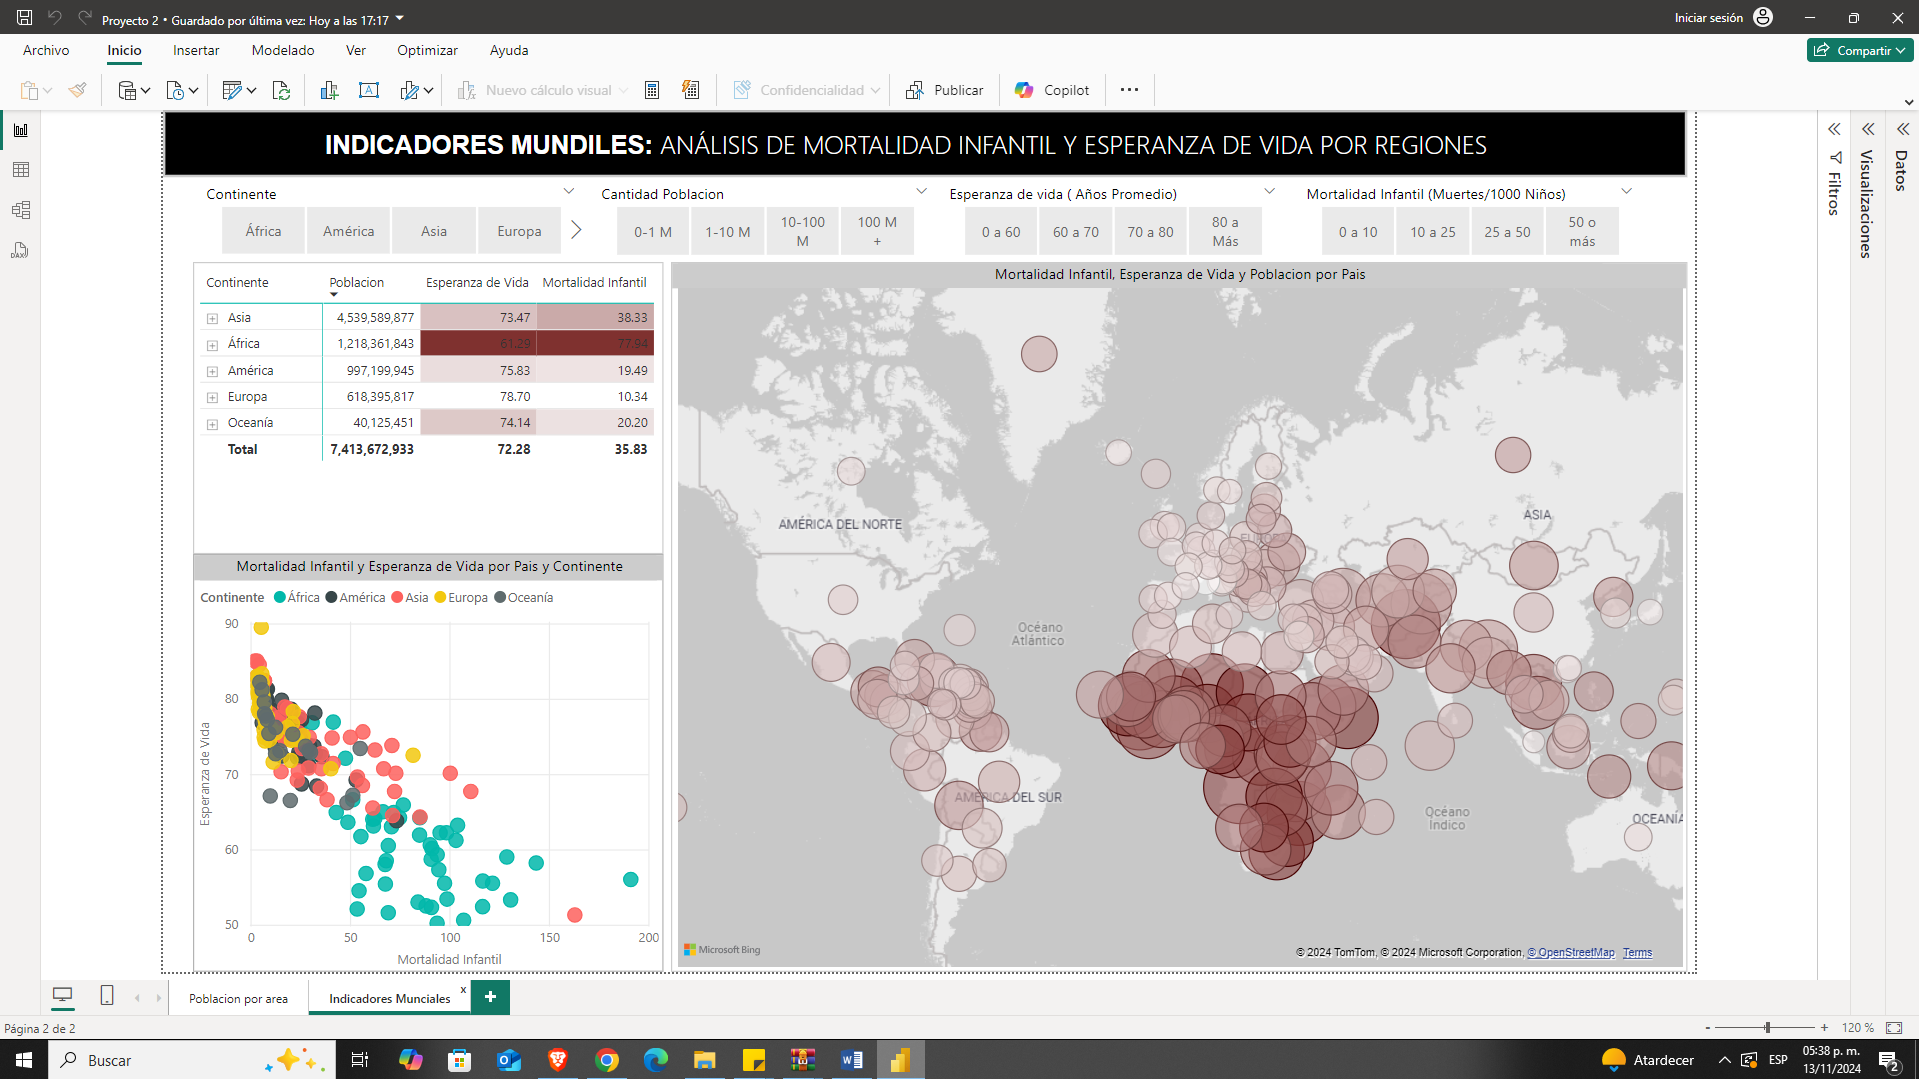 Proyecto 2 • Guardado por última vez: Hoy a las 17:17
Iniciar sesión
Archivo
Inicio
Insertar
Modelado
Ver
Optimizar
Ayuda
Compartir
Nuevo cálculo visual
Confidencialidad
Publicar
Copilot
INDICADORES MUNDILES: ANÁLISIS DE MORTALIDAD INFANTIL Y ESPERANZA DE VIDA POR REGIONES
Continente
África
América
Asia
Europa
Cantidad Poblacion
0-1 M
1-10 M
10-100 M
100 M +
Esperanza de vida ( Años Promedio)
0 a 60
60 a 70
70 a 80
80 a Más
Mortalidad Infantil (Muertes/1000 Niños)
0 a 10
10 a 25
25 a 50
50 o más
Filtros
Visualizaciones
Datos
DAX
Continente Poblacion Esperanza de Vida Mortalidad Infantil
Asia 4,539,589,877 73.47 38.33
África 1,218,361,843 61.29 77.94
América 997,199,945 75.83 19.49
Europa 618,395,817 78.70 10.34
Oceanía 40,125,451 74.14 20.20
Total 7,413,672,933 72.28 35.83
Mortalidad Infantil y Esperanza de Vida por Pais y Continente
Continente África América Asia Europa Oceanía
Esperanza de Vida
90
80
70
60
50
0 50 100 150 200
Mortalidad Infantil
Mortalidad Infantil, Esperanza de Vida y Poblacion por Pais
AMÉRICA DEL NORTE
EUROPA
ASIA
Océano
Atlántico
AMÉRICA DEL SUR
Océano
Índico
OCEANÍA
Microsoft Bing
© 2024 TomTom, © 2024 Microsoft Corporation, © OpenStreetMap Terms
Poblacion por area
Indicadores Munciales
x
Página 2 de 2
- + 120 %
Buscar
Atardecer
ESP
05:38 p. m.
13/11/2024
2